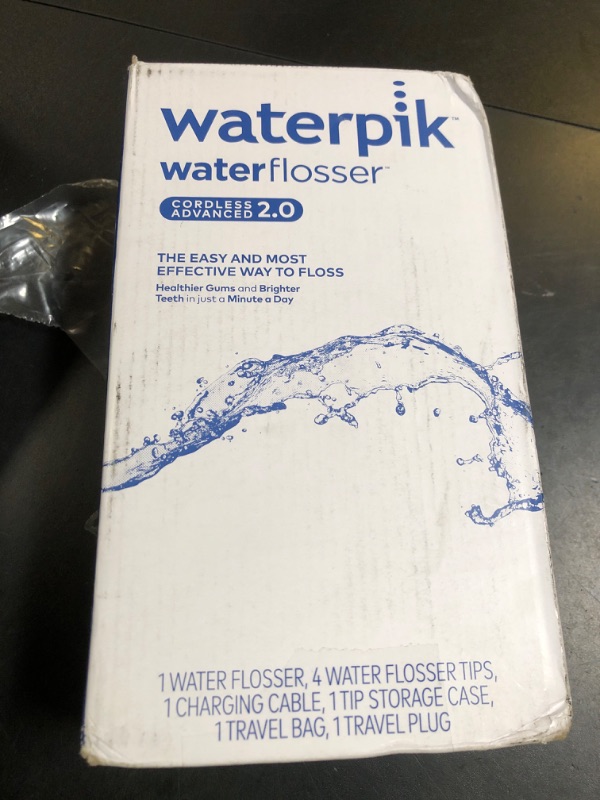 waterpik™
waterflosser™
CORDLESS
ADVANCED 2.0
THE EASY AND MOST
EFFECTIVE WAY TO FLOSS
Healthier Gums and Brighter
Teeth in just a Minute a Day
1 WATER FLOSSER, 4 WATER FLOSSER TIPS,
1 CHARGING CABLE, 1 TIP STORAGE CASE,
1 TRAVEL BAG, 1 TRAVEL PLUG